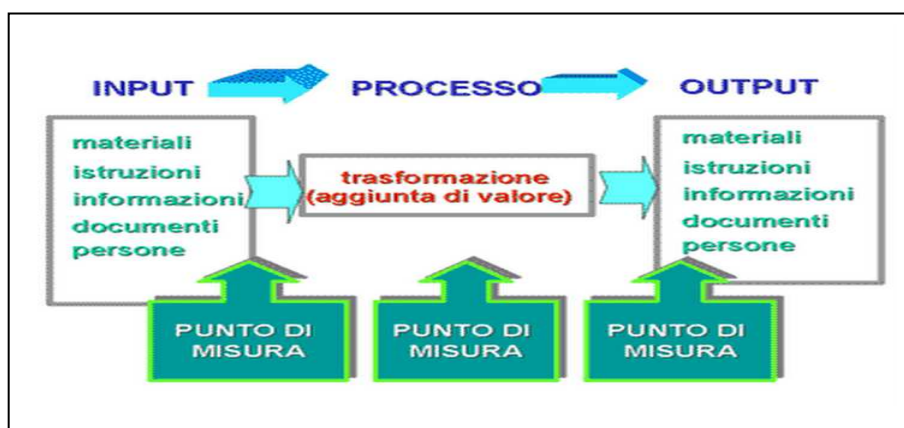 INPUT
PROCESSO
OUTPUT
materiali
istruzioni
informazioni
documenti
persone
trasformazione
(aggiunta di valore)
materiali
istruzioni
informazioni
documenti
persone
PUNTO DI
MISURA
PUNTO DI
MISURA
PUNTO DI
MISURA